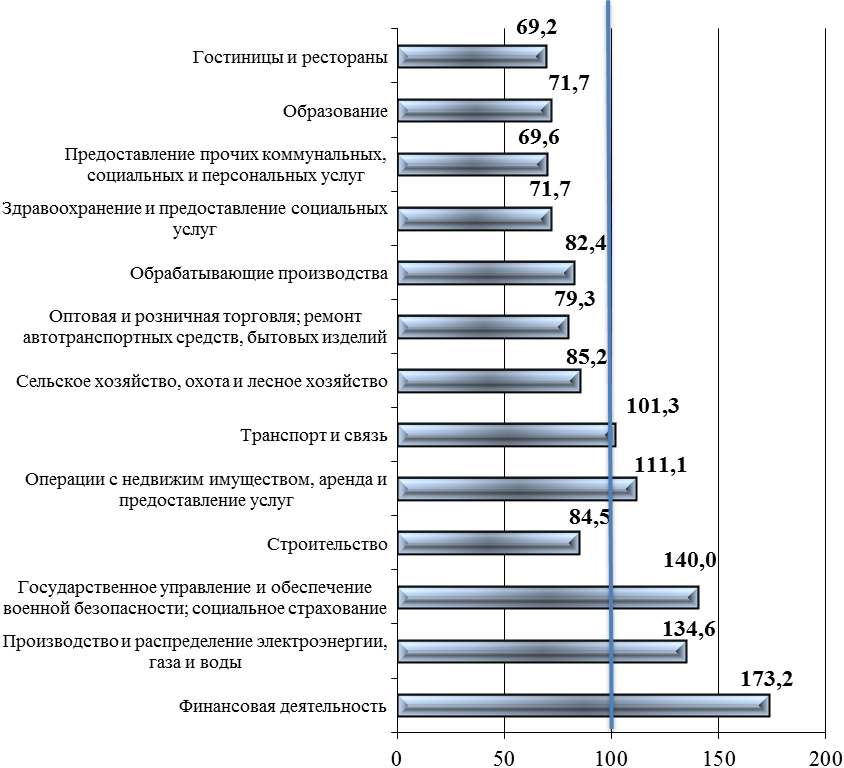 69,2
Гостиницы и рестораны
71,7
Образование
69,6
Предоставление прочих коммунальных,
социальных и персональных услуг
71,7
Здравоохранение и предоставление социальных
услуг
82,4
Обрабатывающие производства
79,3
Оптовая и розничная торговля; ремонт
автотранспортных средств, бытовых изделий
85,2
Сельское хозяйство, охота и лесное хозяйство
101,3
Транспорт и связь
111,1
Операции с недвижим имуществом, аренда и
предоставление услуг
84,5
Строительство
140,0
Государственное управление и обеспечение
военной безопасности; социальное страхование
134,6
Производство и распределение электроэнергии,
газа и воды
173,2
Финансовая деятельность
0 50 100 150 200